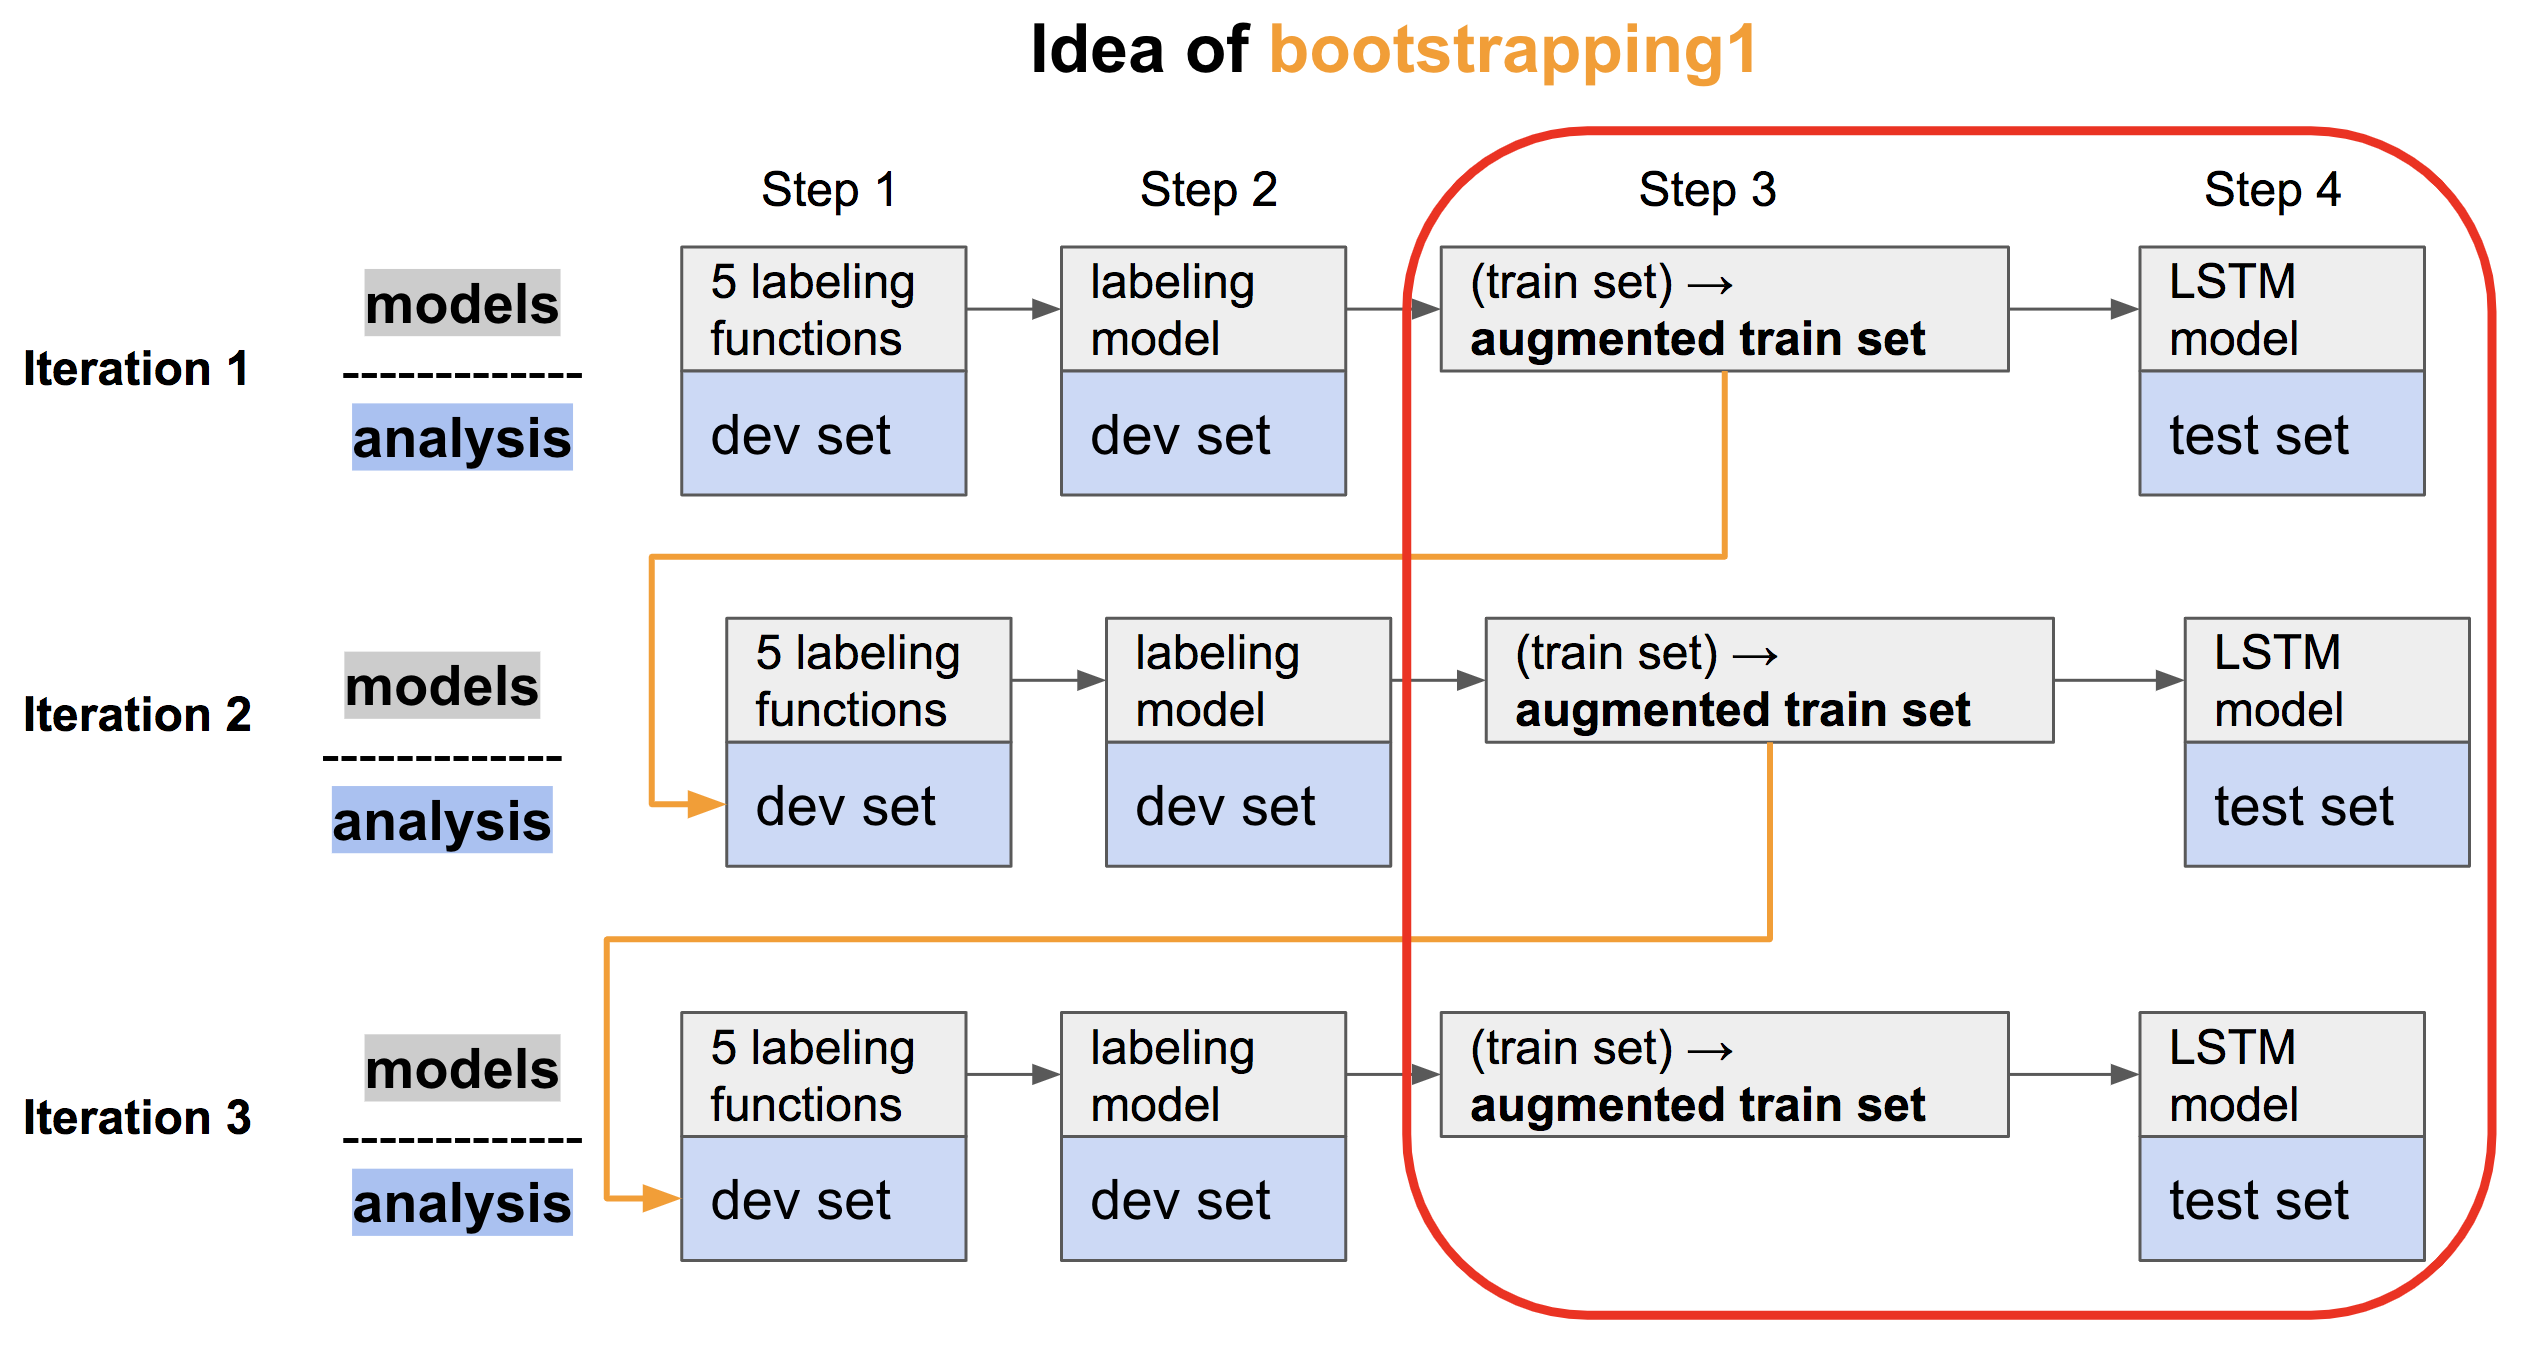 Idea of bootstrapping1
Step 1
Step 2
Step 3
Step 4
Iteration 1
models
-------------
analysis
5 labeling
functions
dev set
labeling
model
dev set
(train set) →
augmented train set
LSTM
model
test set
Iteration 2
models
-------------
analysis
5 labeling
functions
dev set
labeling
model
dev set
(train set) →
augmented train set
LSTM
model
test set
Iteration 3
models
-------------
analysis
5 labeling
functions
dev set
labeling
model
dev set
(train set) →
augmented train set
LSTM
model
test set